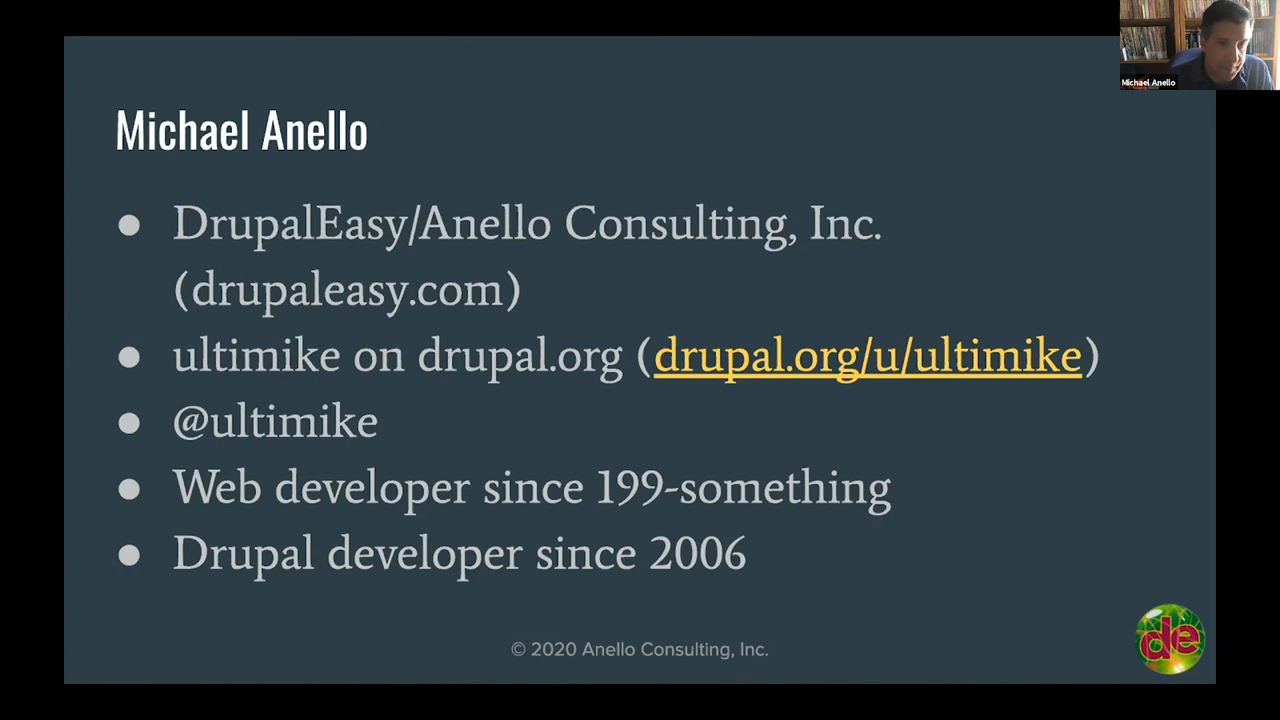 Michael Anello
Michael Anello
● DrupalEasy/Anello Consulting, Inc.
(drupaleasy.com)
● ultimike on drupal.org (drupal.org/u/ultimike)
● @ultimike
● Web developer since 199-something
● Drupal developer since 2006
© 2020 Anello Consulting, Inc.
de